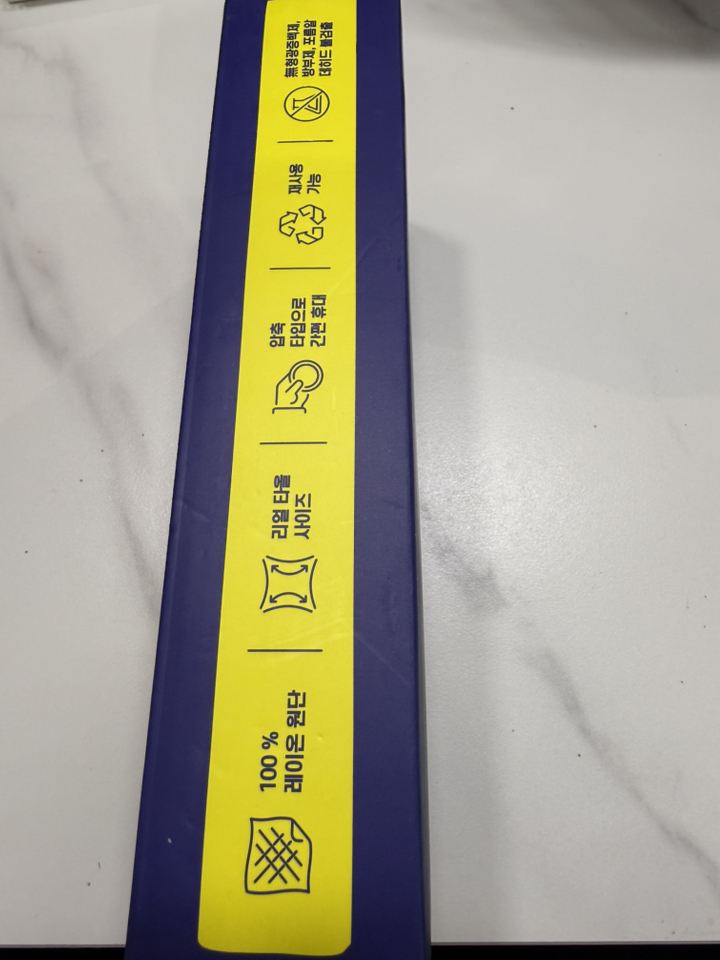 100 %
레이온 원단
리얼 타올
사이즈
압축
타입으로
간편 휴대
재사용
가능
無형광증백제,
방부제, 포름알
데히드 불검출